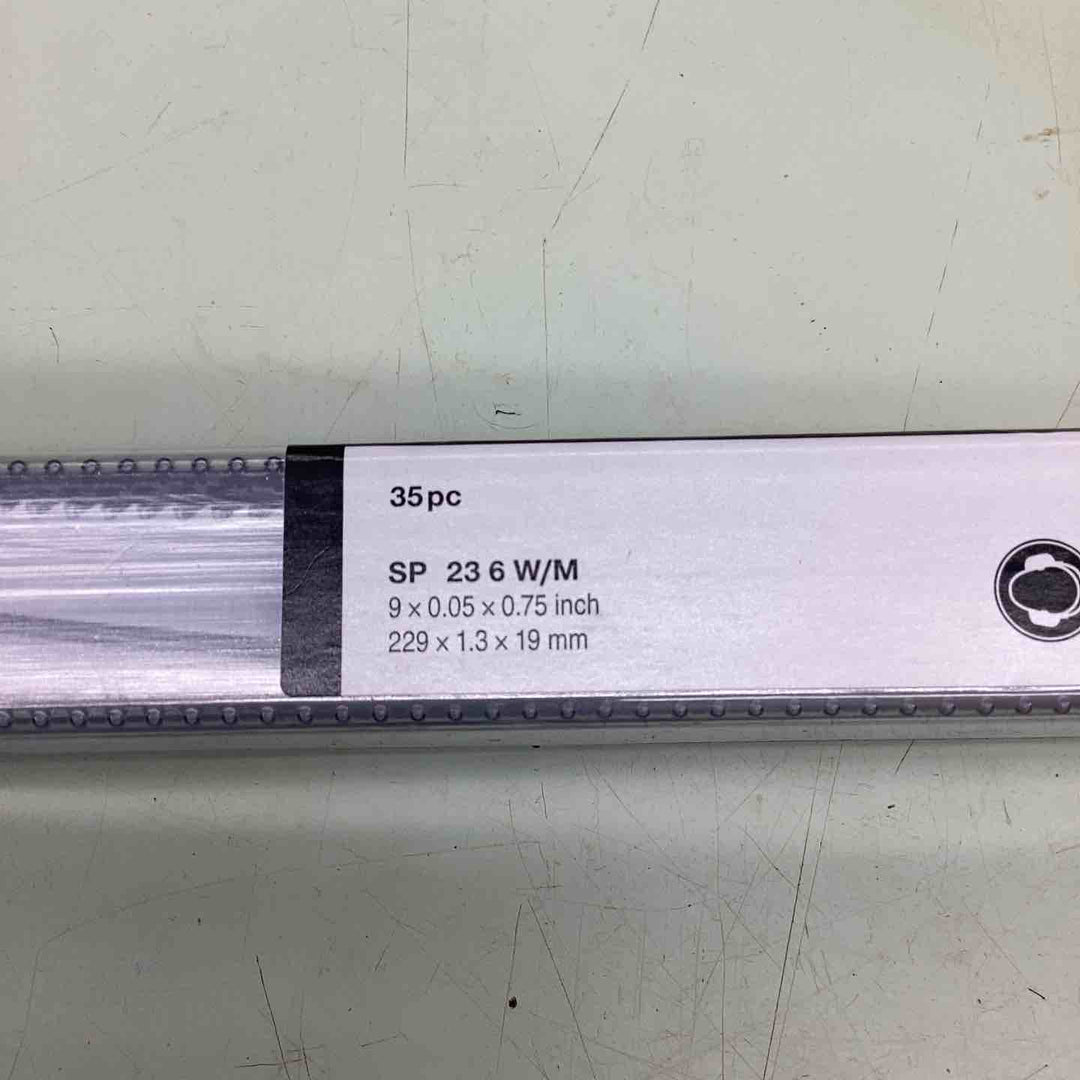 35pc
SP 23 6 W/M
9 × 0.05 × 0.75 inch
229 × 1.3 × 19 mm